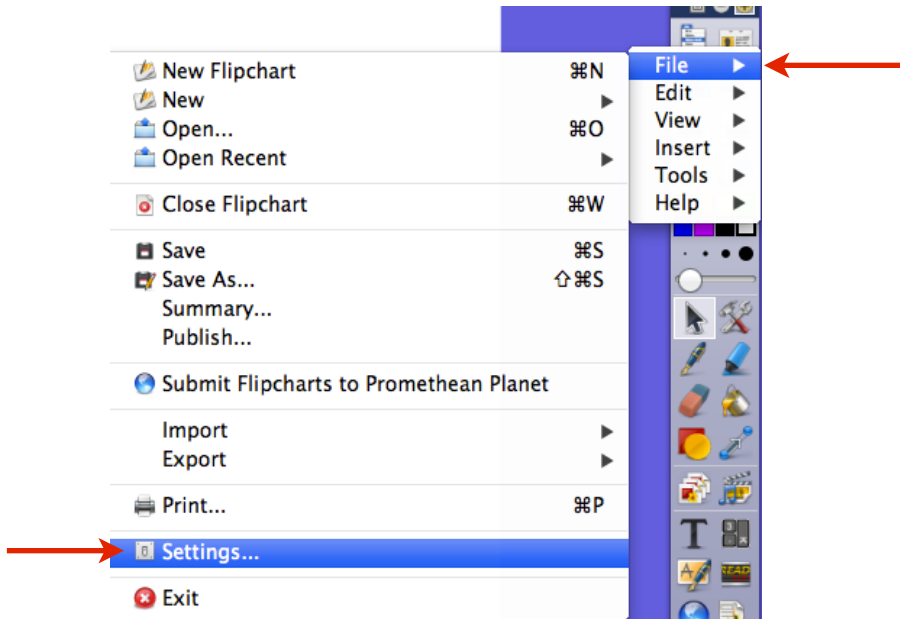 New Flipchart ⌘N
New
Open... ⌘O
Open Recent
Close Flipchart ⌘W
Save ⌘S
Save As... ⇧⌘S
Summary...
Publish...
Submit Flipcharts to Promethean Planet
Import
Export
Print... ⌘P
Settings...
Exit
File
Edit
View
Insert
Tools
Help
T
READ